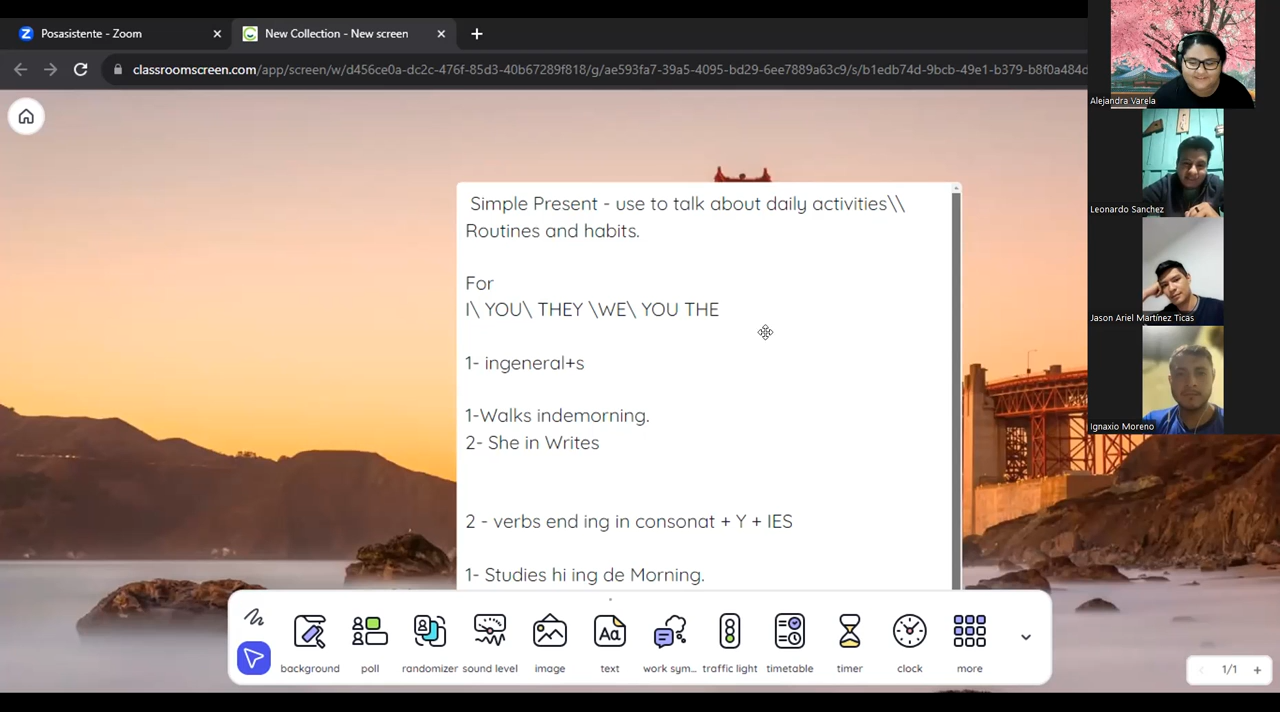 Posasistente - Zoom
New Collection - New screen
classroomscreen.com/app/screen/w/d456ce0a-dc2c-476f-85d3-40b67289f818/g/ae593fa7-39a5-4095-bd29-6ee7889a63c9/s/b1edb74d-9bcb-49e1-b379-b8f0a484d
Alejandra Varela
Leonardo Sanchez
Jason Ariel Martínez Ticas
Ignaxio Moreno
Simple Present - use to talk about daily activities\\
Routines and habits.
For
I\ YOU\ THEY \WE\ YOU THE
1- ingeneral+s
1-Walks indemorning.
2- She in Writes
2 - verbs end ing in consonat + Y + IES
1- Studies hi ing de Morning.
background
poll
randomizer
sound level
image
text
work sym...
traffic light
timetable
timer
clock
more
1/1